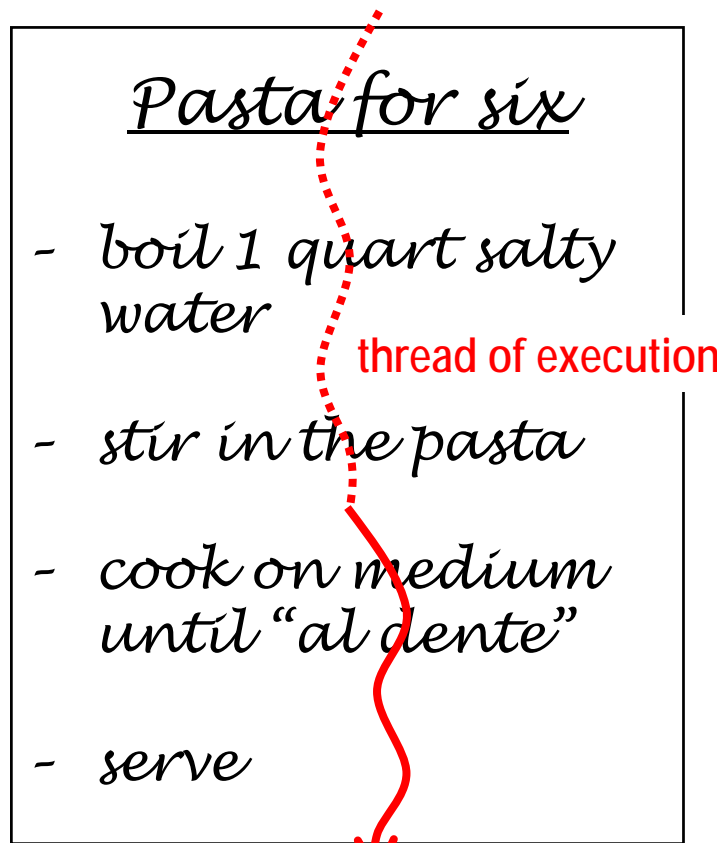 Pasta for six
- boil 1 quart salty
water
thread of execution
- stir in the pasta
- cook on medium
until “al dente”
- serve